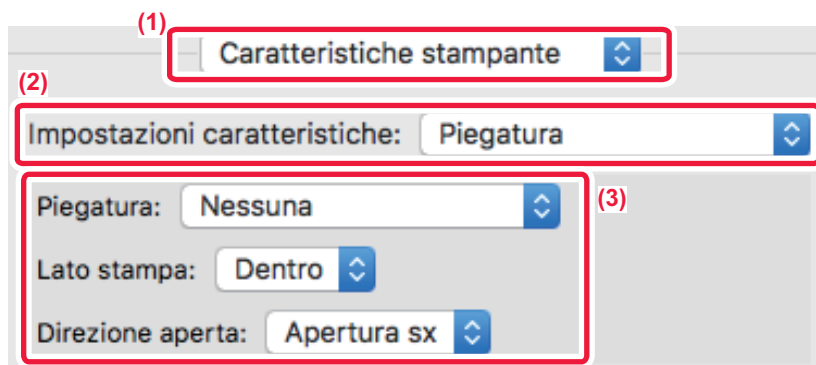 (1)
Caratteristiche stampante
(2)
Impostazioni caratteristiche: Piegatura
(3)
Piegatura: Nessuna
Lato stampa: Dentro
Direzione aperta: Apertura sx